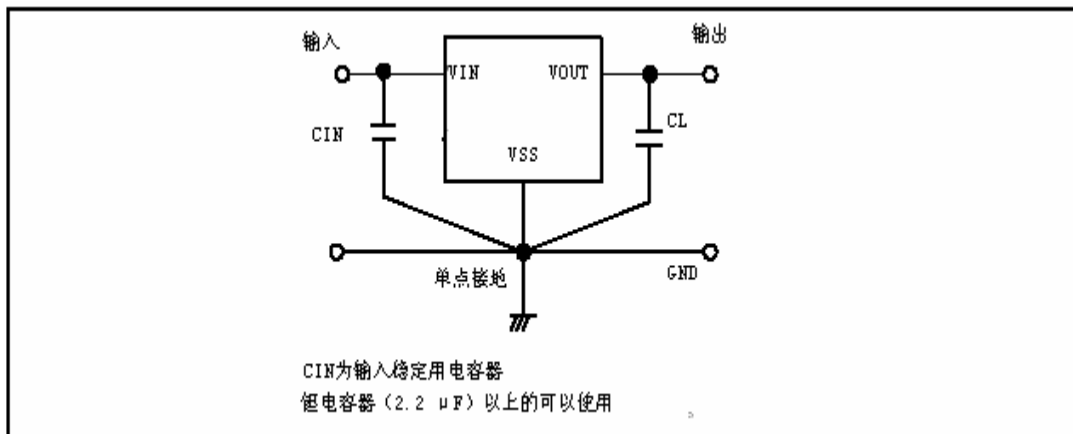 输入
输出
VIN
VOUT
CIN
CL
VSS
单点接地
GND
CIN为输入稳定用电容器
钽电容器（2.2 μF）以上的可以使用